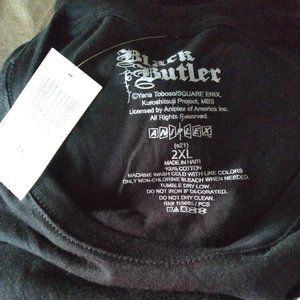 Black
Butler
©Yana Toboso/SQUARE ENIX,
Kuroshitsuji Project, MBS
Licensed by Aniplex of America Inc.
All Rights Reserved.
ANIPLEX
(s21)
2XL
MADE IN HAITI
100% COTTON
MACHINE WASH COLD WITH LIKE COLORS
ONLY NON-CHLORINE BLEACH WHEN NEEDED,
TUMBLE DRY LOW.
DO NOT IRON IF DECORATED.
DO NOT DRY CLEAN.